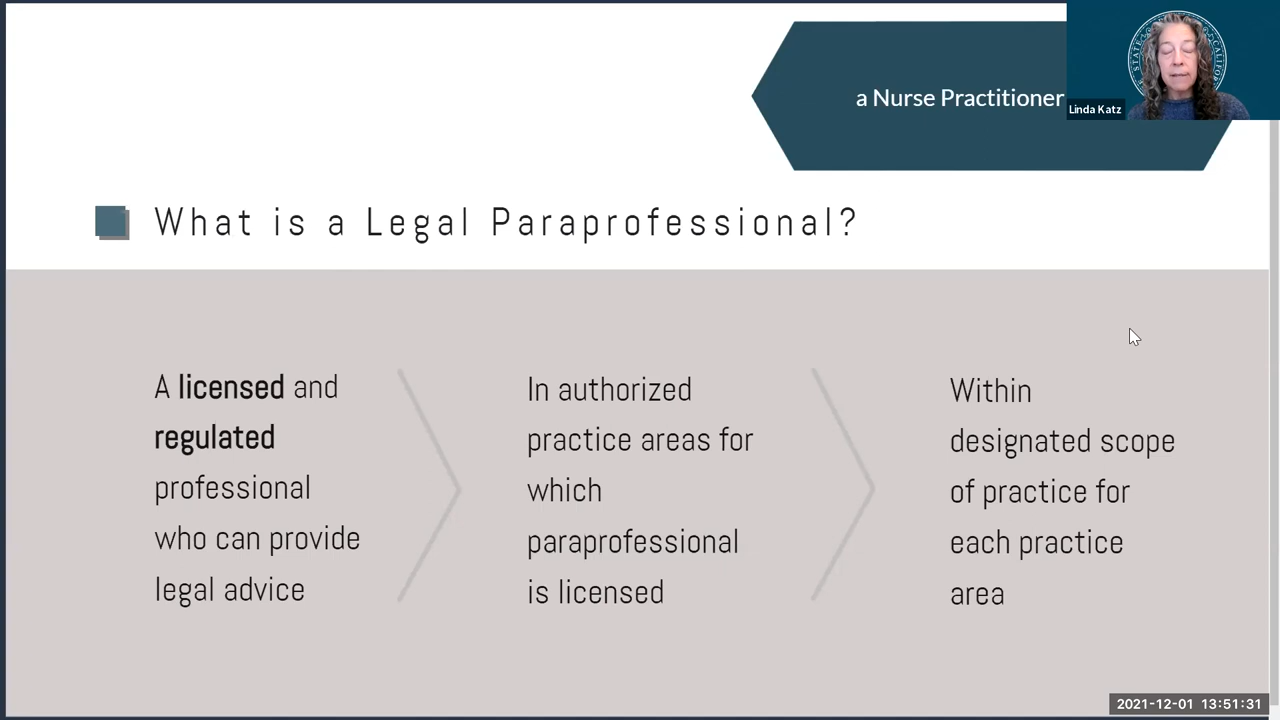 a Nurse Practitioner
Linda Katz
What is a Legal Paraprofessional?
A licensed and
regulated
professional
who can provide
legal advice
In authorized
practice areas for
which
paraprofessional
is licensed
Within
designated scope
of practice for
each practice
area
2021-12-01 13:51:31